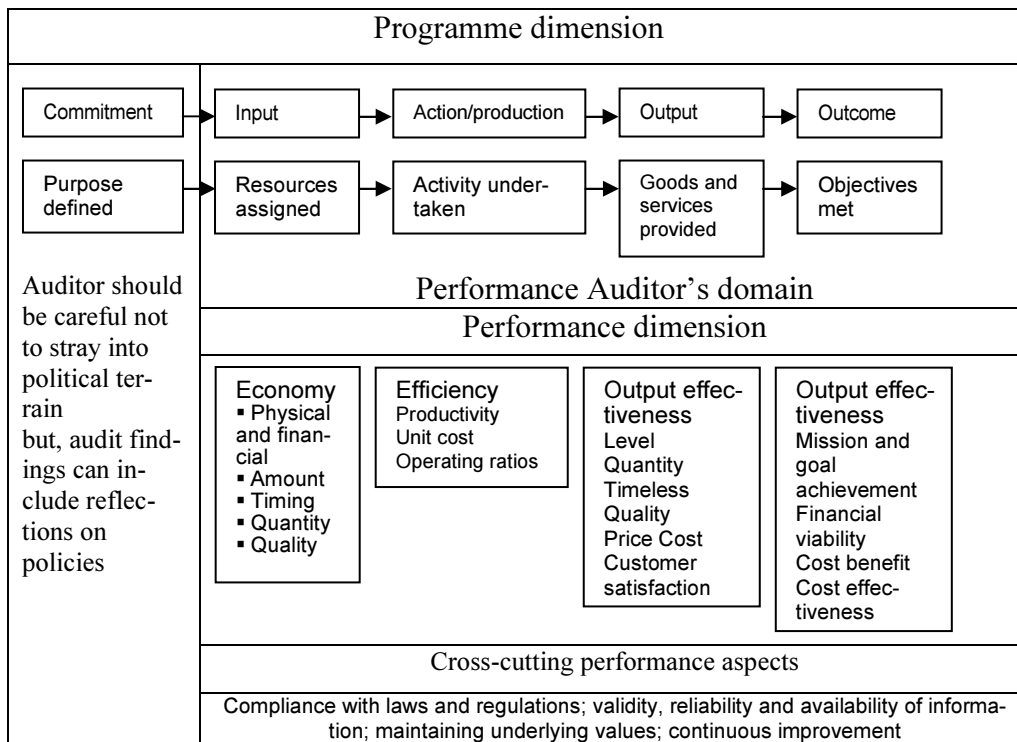 Programme dimension
Commitment
Input
Action/production
Output
Outcome
Purpose
defined
Resources
assigned
Activity under-
taken
Goods and
services
provided
Objectives
met
Auditor should
be careful not
to stray into
political ter-
rain
but, audit find-
ings can in-
clude reflec-
tions on
policies
Performance Auditor's domain
Performance dimension
Economy
▪ Physical
and finan-
cial
▪ Amount
▪ Timing
▪ Quantity
▪ Quality
Efficiency
Productivity
Unit cost
Operating ratios
Output effec-
tiveness
Level
Quantity
Timeless
Quality
Price Cost
Customer
satisfaction
Output effec-
tiveness
Mission and
goal
achievement
Financial
viability
Cost benefit
Cost effec-
tiveness
Cross-cutting performance aspects
Compliance with laws and regulations; validity, reliability and availability of informa-
tion; maintaining underlying values; continuous improvement